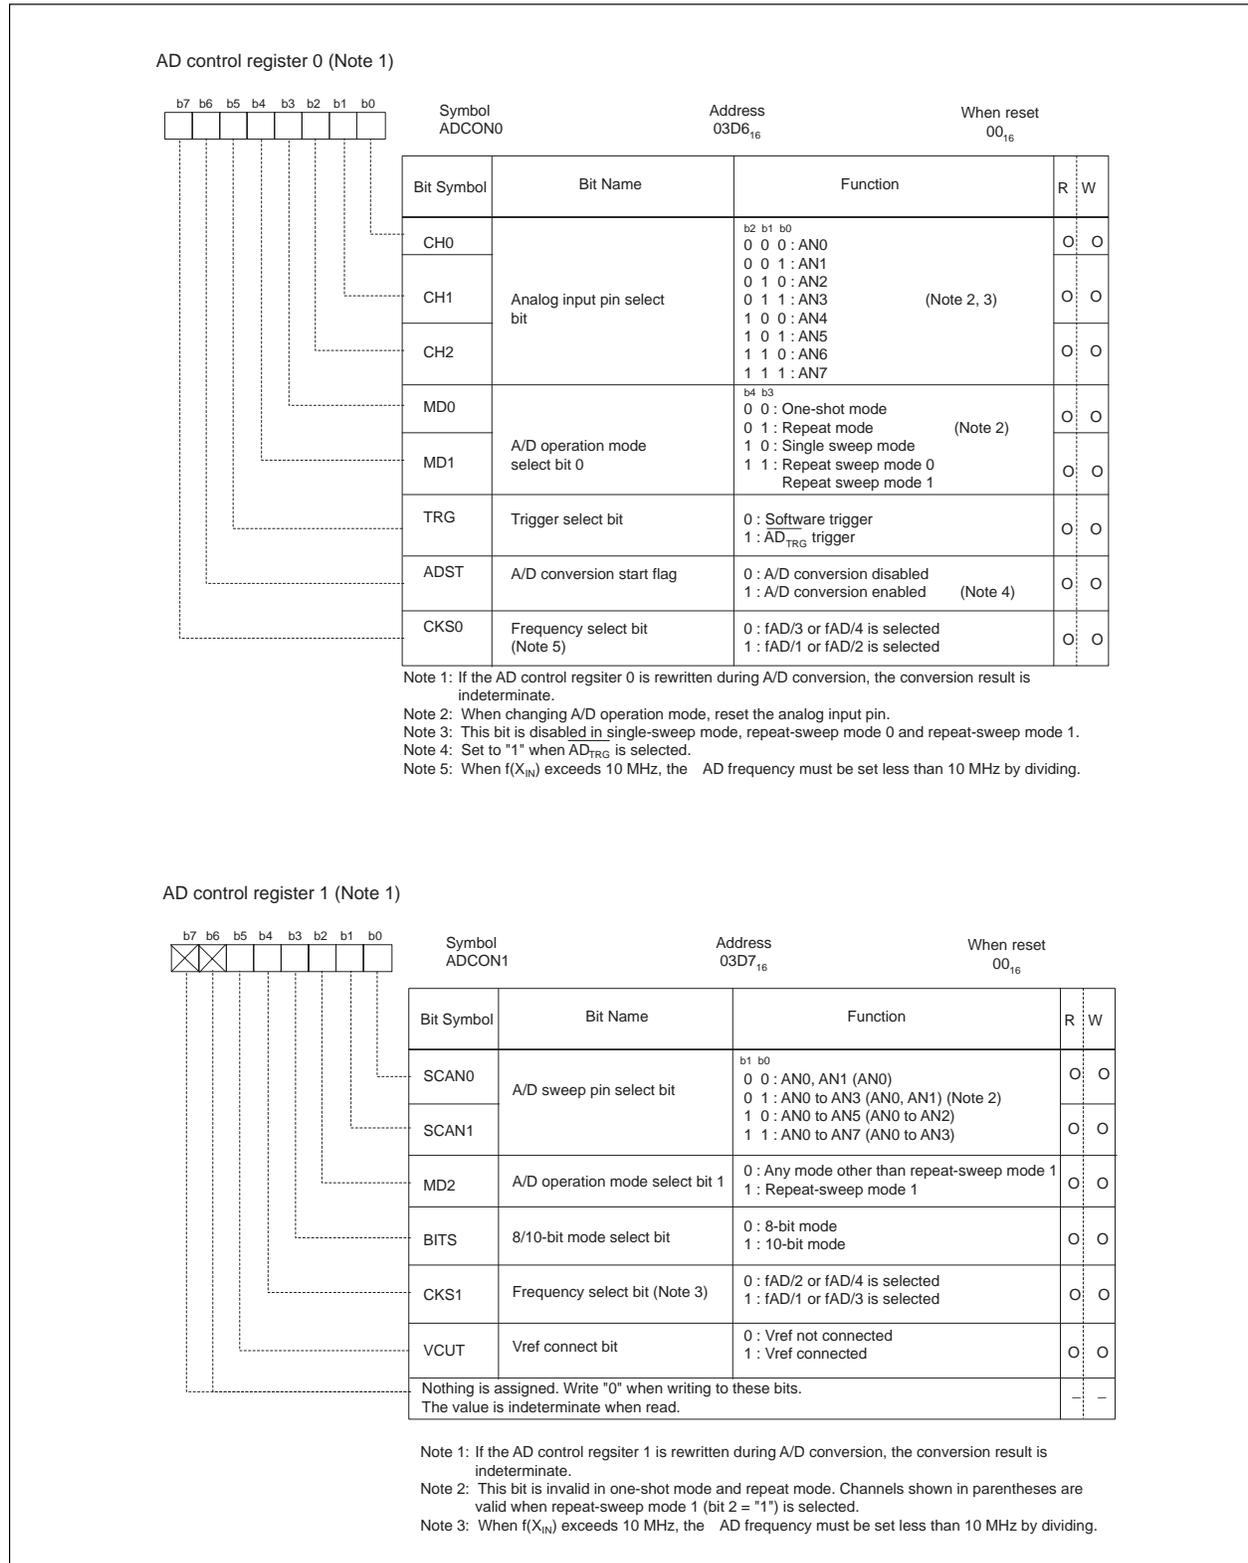 AD control register 0 (Note 1)
b7 b6 b5 b4 b3 b2 b1 b0
Symbol Address When reset
ADCON0 03D6₁₆ 00₁₆
Bit Symbol Bit Name Function R W
b2 b1 b0
CH0 0 0 0 : AN0 O O
0 0 1 : AN1
0 1 0 : AN2
CH1 Analog input pin select 0 1 1 : AN3 (Note 2, 3) O O
bit 1 0 0 : AN4
1 0 1 : AN5
CH2 1 1 0 : AN6 O O
1 1 1 : AN7
b4 b3
MD0 0 0 : One-shot mode O O
0 1 : Repeat mode (Note 2)
A/D operation mode 1 0 : Single sweep mode
MD1 select bit 0 1 1 : Repeat sweep mode 0 O O
Repeat sweep mode 1
TRG Trigger select bit 0 : Software trigger O O
1 : AD_TRG trigger
ADST A/D conversion start flag 0 : A/D conversion disabled O O
1 : A/D conversion enabled (Note 4)
CKS0 Frequency select bit 0 : fAD/3 or fAD/4 is selected O O
(Note 5) 1 : fAD/1 or fAD/2 is selected
Note 1: If the AD control regsiter 0 is rewritten during A/D conversion, the conversion result is
indeterminate.
Note 2: When changing A/D operation mode, reset the analog input pin.
Note 3: This bit is disabled in single-sweep mode, repeat-sweep mode 0 and repeat-sweep mode 1.
Note 4: Set to "1" when AD_TRG is selected.
Note 5: When f(X_IN) exceeds 10 MHz, the AD frequency must be set less than 10 MHz by dividing.
AD control register 1 (Note 1)
b7 b6 b5 b4 b3 b2 b1 b0
Symbol Address When reset
ADCON1 03D7₁₆ 00₁₆
Bit Symbol Bit Name Function R W
b1 b0
SCAN0 A/D sweep pin select bit 0 0 : AN0, AN1 (AN0) O O
0 1 : AN0 to AN3 (AN0, AN1) (Note 2)
1 0 : AN0 to AN5 (AN0 to AN2)
SCAN1 1 1 : AN0 to AN7 (AN0 to AN3) O O
MD2 A/D operation mode select bit 1 0 : Any mode other than repeat-sweep mode 1 O O
1 : Repeat-sweep mode 1
BITS 8/10-bit mode select bit 0 : 8-bit mode O O
1 : 10-bit mode
CKS1 Frequency select bit (Note 3) 0 : fAD/2 or fAD/4 is selected O O
1 : fAD/1 or fAD/3 is selected
VCUT Vref connect bit 0 : Vref not connected O O
1 : Vref connected
Nothing is assigned. Write "0" when writing to these bits. – –
The value is indeterminate when read.
Note 1: If the AD control regsiter 1 is rewritten during A/D conversion, the conversion result is
indeterminate.
Note 2: This bit is invalid in one-shot mode and repeat mode. Channels shown in parentheses are
valid when repeat-sweep mode 1 (bit 2 = "1") is selected.
Note 3: When f(X_IN) exceeds 10 MHz, the AD frequency must be set less than 10 MHz by dividing.